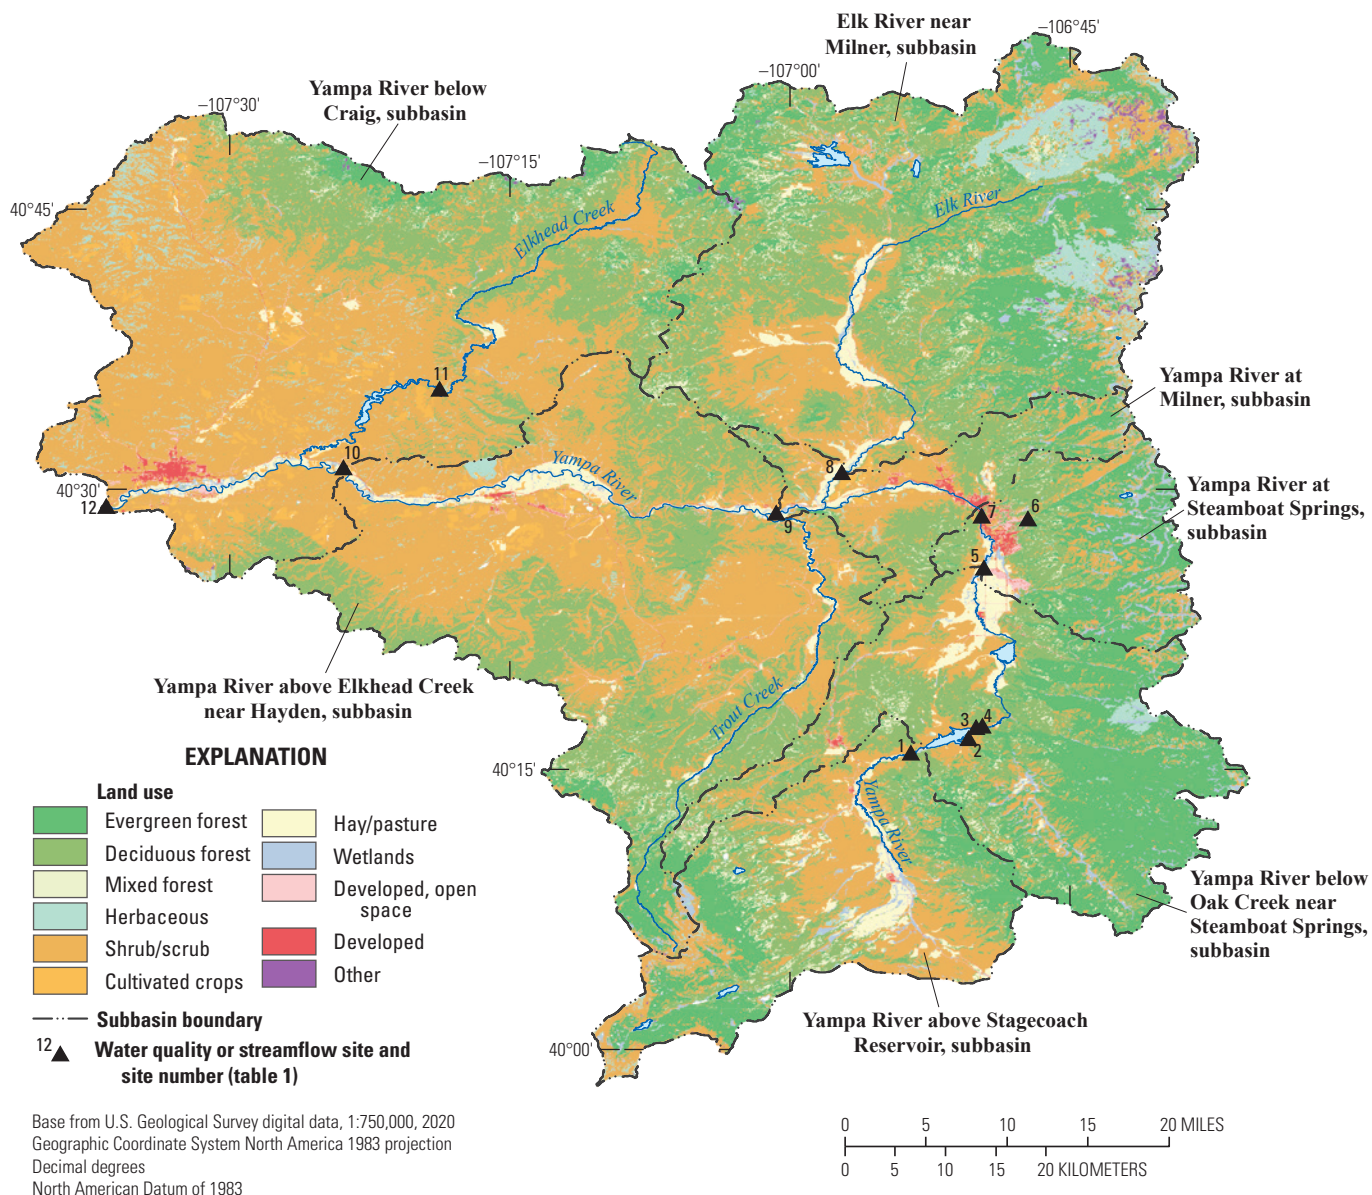 Elk River near
Milner, subbasin
–106°45'
–107°00'
Yampa River below
Craig, subbasin
–107°30'
–107°15'
40°45'
Elkhead Creek
Elk River
Yampa River at
Milner, subbasin
11
10
Yampa River
8
40°30'
12
9
7
6
5
Yampa River at
Steamboat Springs,
subbasin
Yampa River above Elkhead Creek
near Hayden, subbasin
Trout Creek
3
4
2
1
40°15'
Yampa River
Yampa River below
Oak Creek near
Steamboat Springs,
subbasin
Yampa River above Stagecoach
Reservoir, subbasin
40°00'
EXPLANATION
Land use
Evergreen forest
Deciduous forest
Mixed forest
Herbaceous
Shrub/scrub
Cultivated crops
Hay/pasture
Wetlands
Developed, open
space
Developed
Other
Subbasin boundary
12
Water quality or streamflow site and
site number (table 1)
Base from U.S. Geological Survey digital data, 1:750,000, 2020
Geographic Coordinate System North America 1983 projection
Decimal degrees
North American Datum of 1983
0 5 10 15 20 MILES
0 5 10 15 20 KILOMETERS